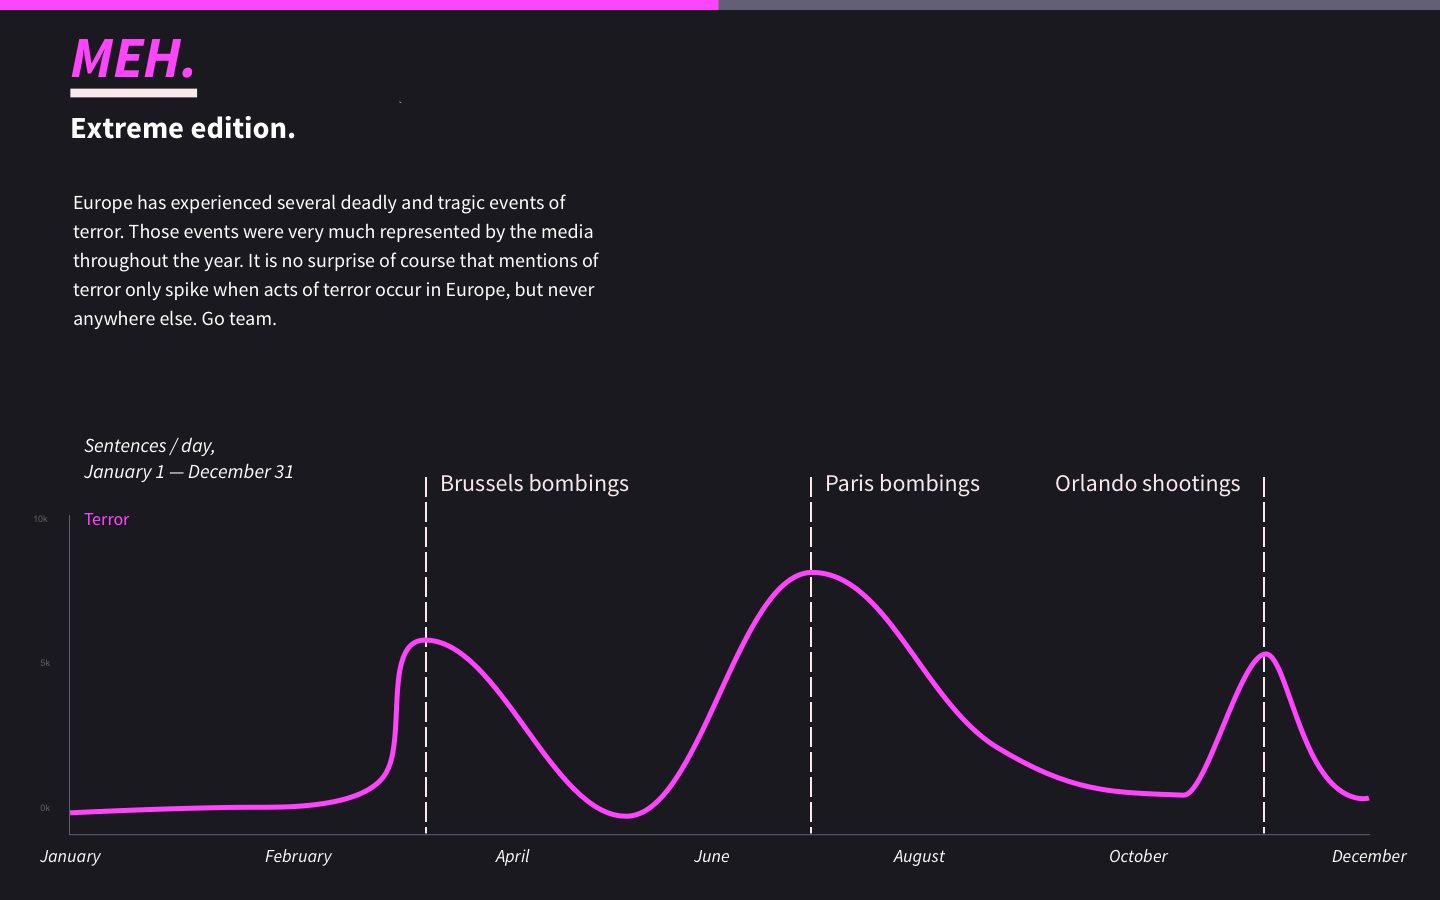 MEH.
Extreme edition.
Europe has experienced several deadly and tragic events of
terror. Those events were very much represented by the media
throughout the year. It is no surprise of course that mentions of
terror only spike when acts of terror occur in Europe, but never
anywhere else. Go team.
Sentences / day,
January 1 — December 31
Brussels bombings
Paris bombings
Orlando shootings
10k
Terror
5k
0k
January
February
April
June
August
October
December